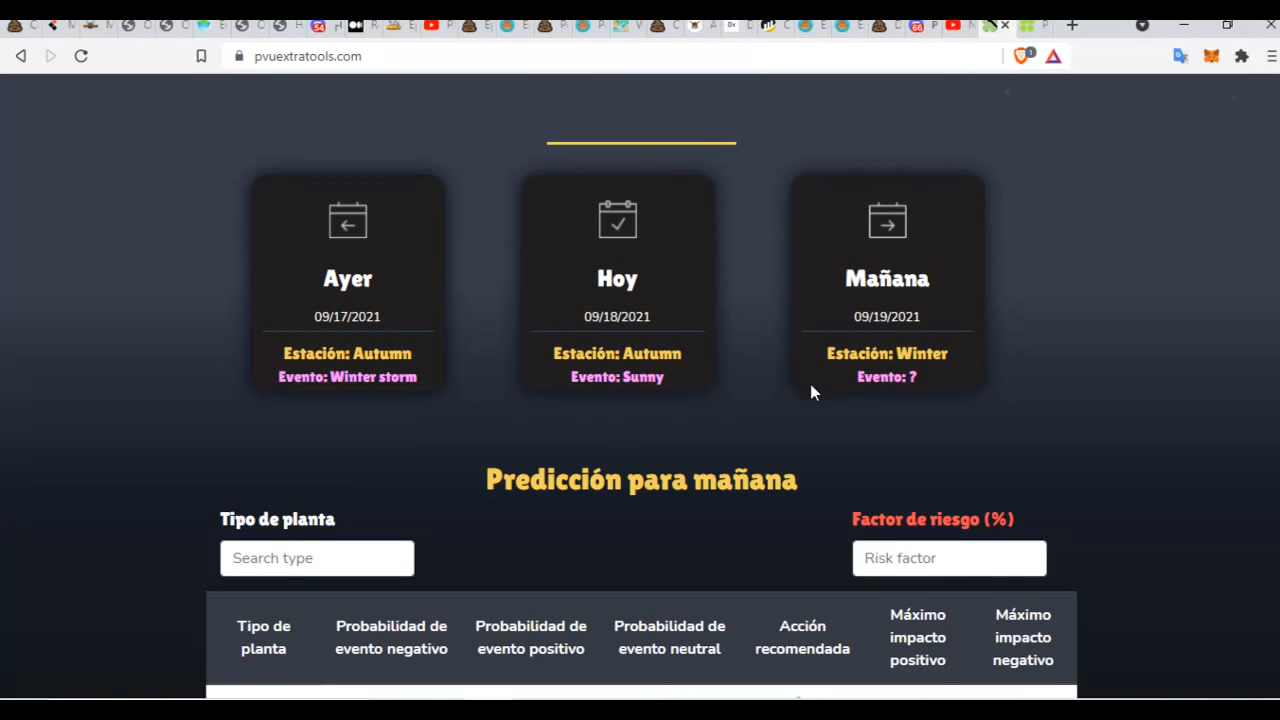 pvuextratools.com
Ayer
09/17/2021
Estación: Autumn
Evento: Winter storm
Hoy
09/18/2021
Estación: Autumn
Evento: Sunny
Mañana
09/19/2021
Estación: Winter
Evento: ?
Predicción para mañana
Tipo de planta
Search type
Factor de riesgo (%)
Risk factor
Tipo de
planta
Probabilidad de
evento negativo
Probabilidad de
evento positivo
Probabilidad de
evento neutral
Acción
recomendada
Máximo
impacto
positivo
Máximo
impacto
negativo